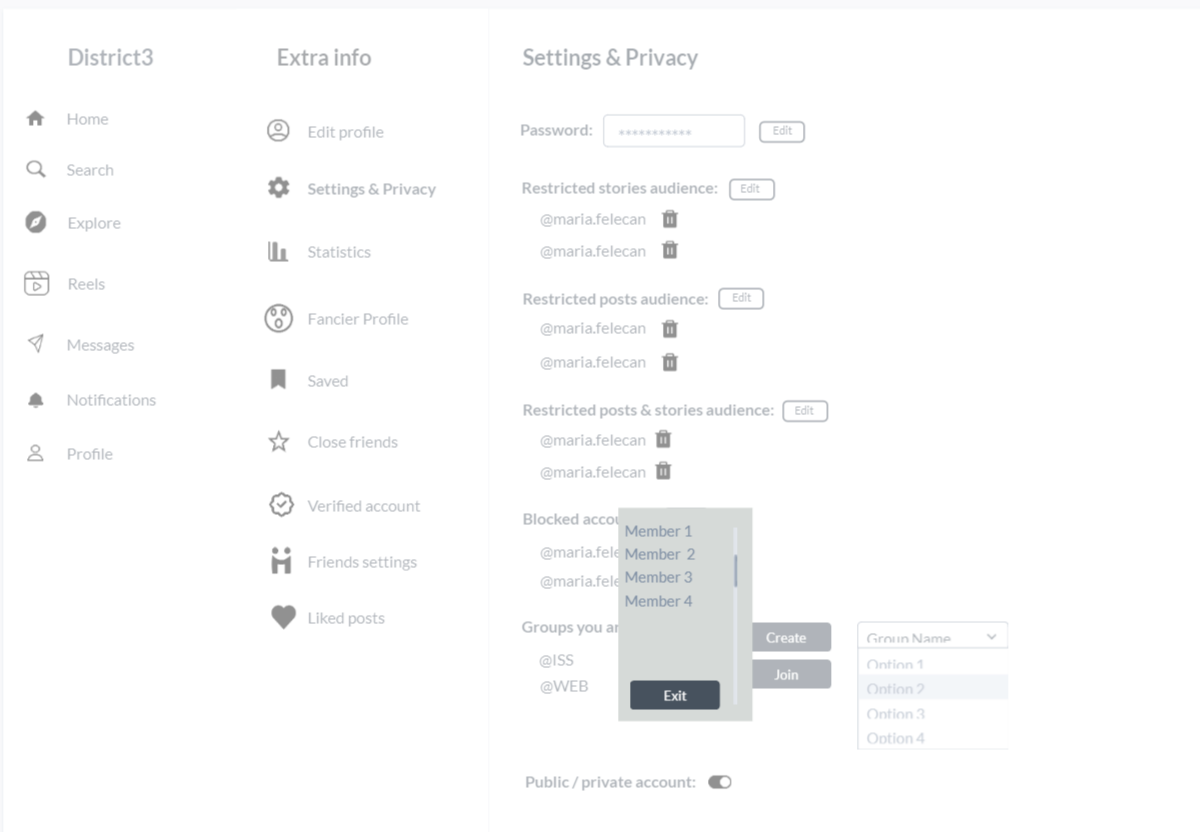 District3
Home
Search
Explore
Reels
Messages
Notifications
Profile
Extra info
Edit profile
Settings & Privacy
Statistics
Fancier Profile
Saved
Close friends
Verified account
Friends settings
Liked posts
Settings & Privacy
Password: *********** Edit
Restricted stories audience: Edit
@maria.felecan
@maria.felecan
Restricted posts audience: Edit
@maria.felecan
@maria.felecan
Restricted posts & stories audience: Edit
@maria.felecan
@maria.felecan
Blocked accou
@maria.fele
@maria.fele
Groups you ar
@ISS
@WEB
Member 1
Member 2
Member 3
Member 4
Exit
Create
Join
Group Name
Option 1
Option 2
Option 3
Option 4
Public / private account: